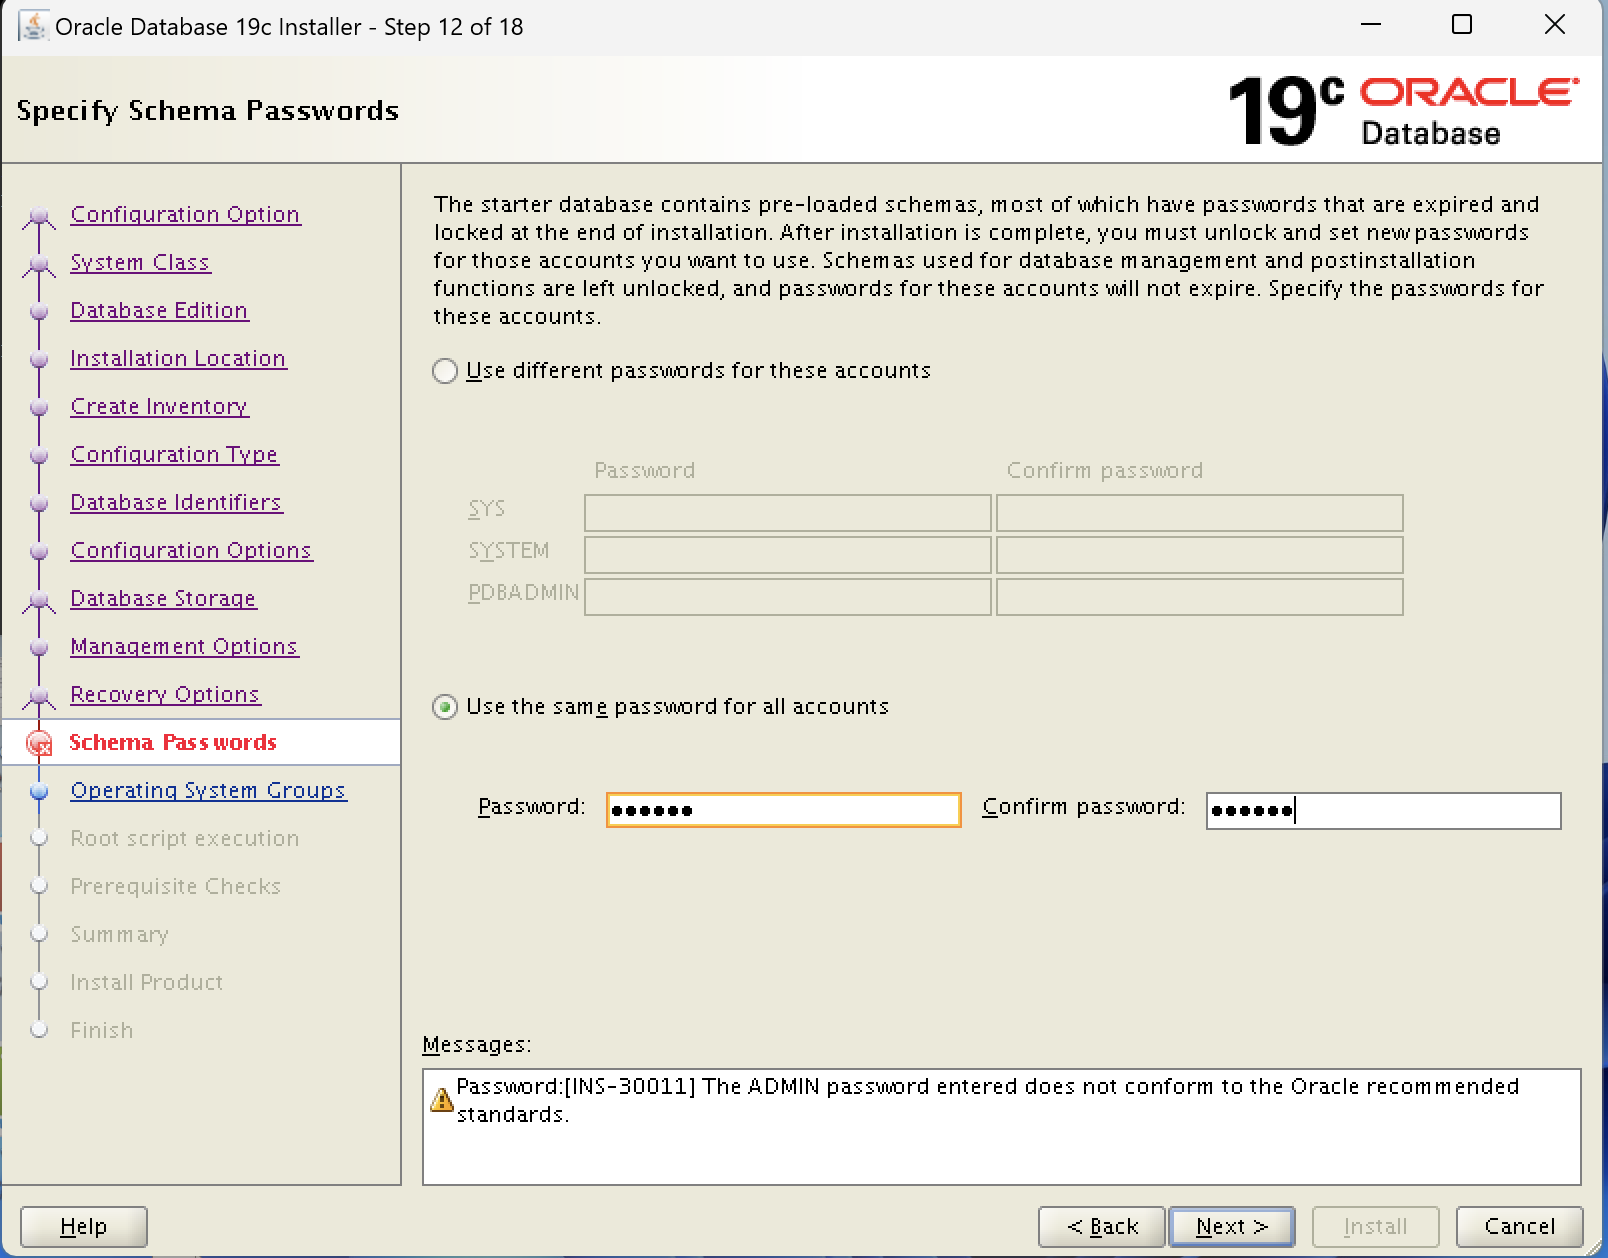 Oracle Database 19c Installer - Step 12 of 18
Specify Schema Passwords
19c ORACLE
Database
Configuration Option
System Class
Database Edition
Installation Location
Create Inventory
Configuration Type
Database Identifiers
Configuration Options
Database Storage
Management Options
Recovery Options
Schema Passwords
Operating System Groups
Root script execution
Prerequisite Checks
Summary
Install Product
Finish
The starter database contains pre-loaded schemas, most of which have passwords that are expired and
locked at the end of installation. After installation is complete, you must unlock and set new passwords
for those accounts you want to use. Schemas used for database management and postinstallation
functions are left unlocked, and passwords for these accounts will not expire. Specify the passwords for
these accounts.
Use different passwords for these accounts
Password Confirm password
SYS
SYSTEM
PDBADMIN
Use the same password for all accounts
Password: •••••• Confirm password: ••••••
Messages:
Password:[INS-30011] The ADMIN password entered does not conform to the Oracle recommended
standards.
Help < Back Next > Install Cancel